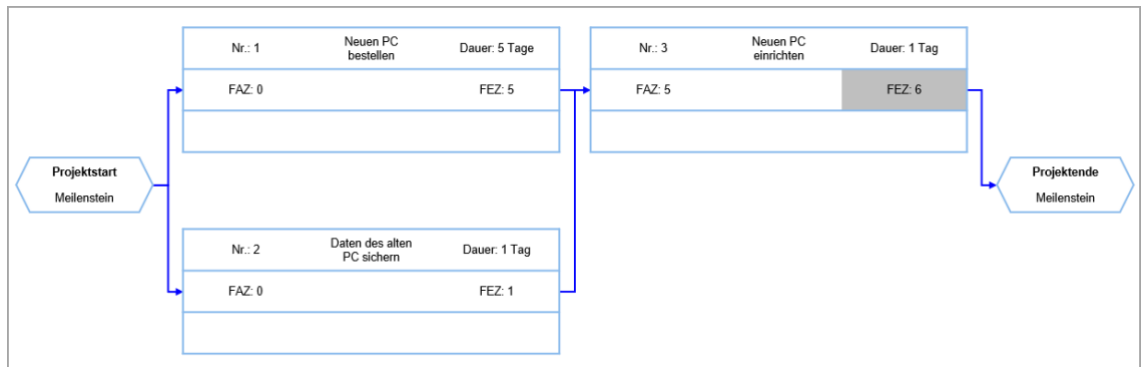 Nr.: 1
Neuen PC
bestellen
Dauer: 5 Tage
FAZ: 0
FEZ: 5
Nr.: 3
Neuen PC
einrichten
Dauer: 1 Tag
FAZ: 5
FEZ: 6
Projektstart
Meilenstein
Projektende
Meilenstein
Nr.: 2
Daten des alten
PC sichern
Dauer: 1 Tag
FAZ: 0
FEZ: 1